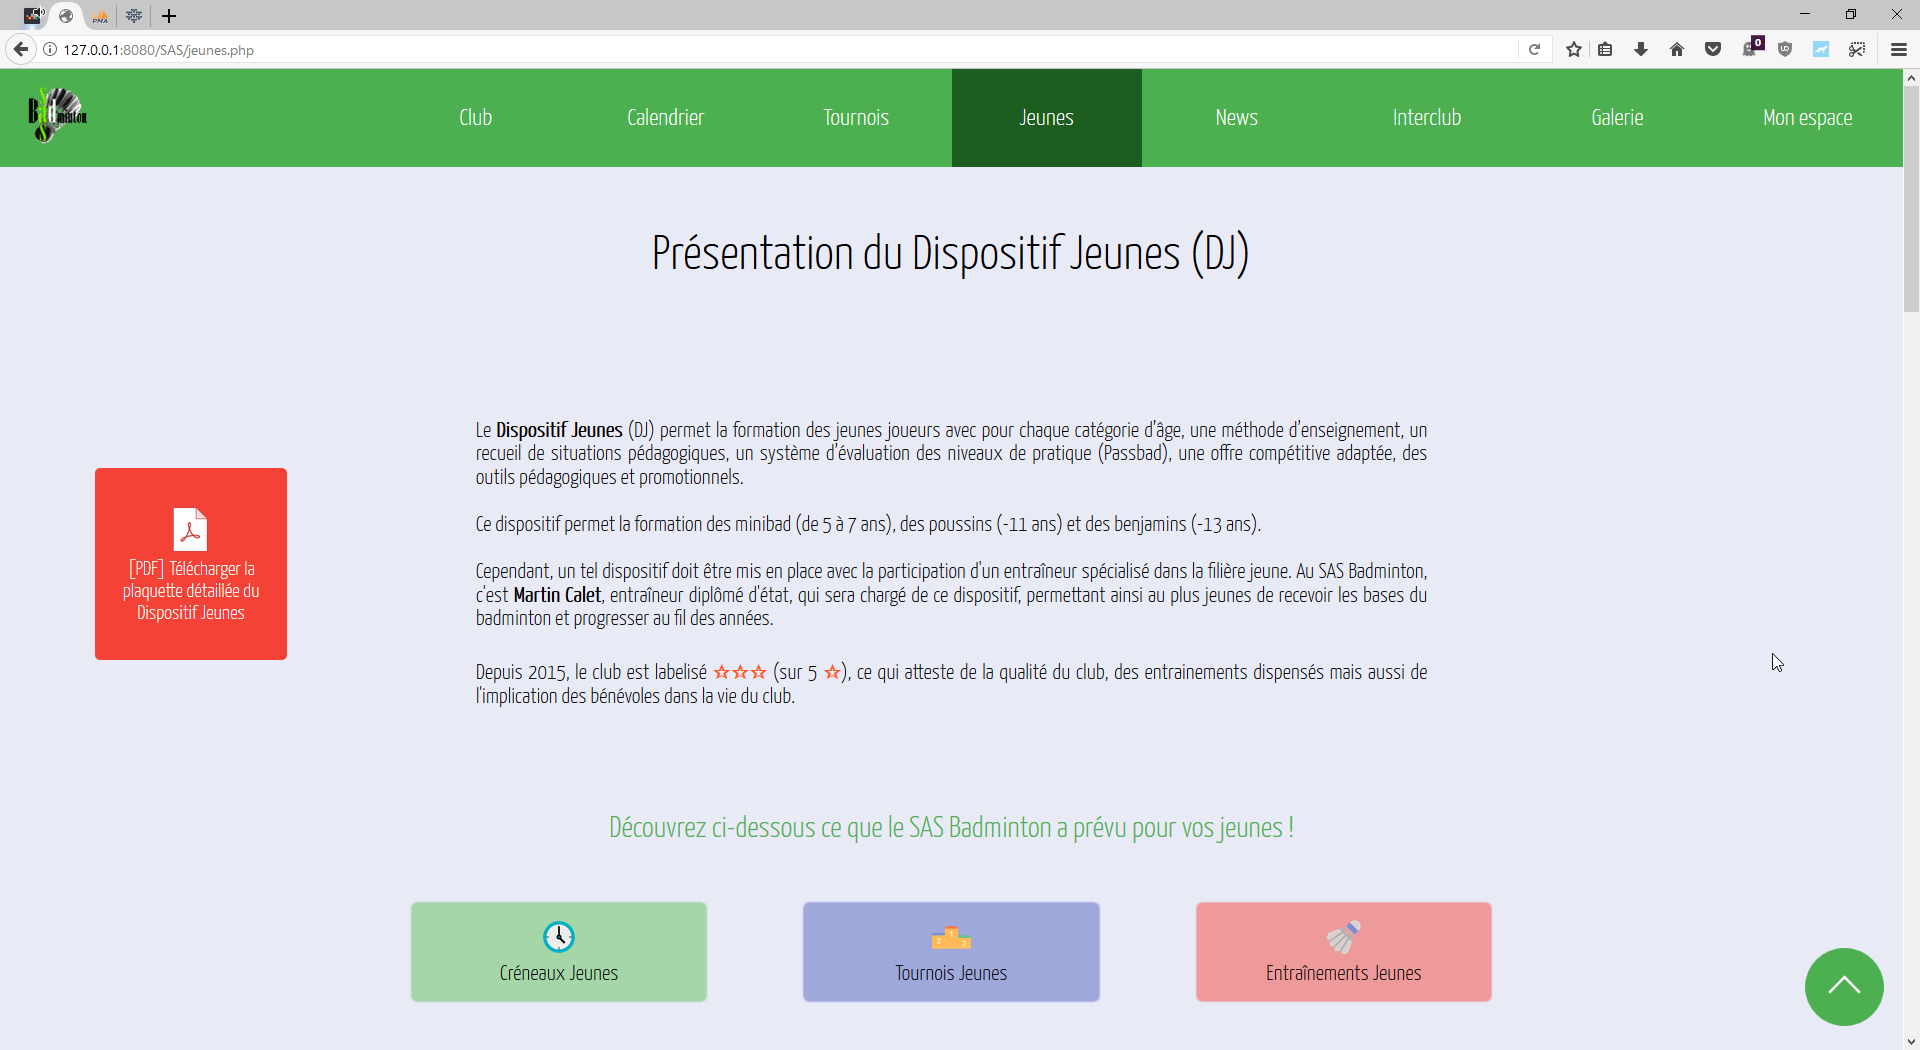 127.0.0.1:8080/SAS/jeunes.php
0
Badminton
Club
Calendrier
Tournois
Jeunes
News
Interclub
Galerie
Mon espace
Présentation du Dispositif Jeunes (DJ)
Le Dispositif Jeunes (DJ) permet la formation des jeunes joueurs avec pour chaque catégorie d'âge, une méthode d'enseignement, un
recueil de situations pédagogiques, un système d'évaluation des niveaux de pratique (Passbad), une offre compétitive adaptée, des
outils pédagogiques et promotionnels.
Ce dispositif permet la formation des minibad (de 5 à 7 ans), des poussins (-11 ans) et des benjamins (-13 ans).
Cependant, un tel dispositif doit être mis en place avec la participation d'un entraîneur spécialisé dans la filière jeune. Au SAS Badminton,
c'est Martin Calet, entraîneur diplômé d'état, qui sera chargé de ce dispositif, permettant ainsi au plus jeunes de recevoir les bases du
badminton et progresser au fil des années.
Depuis 2015, le club est labelisé ☆☆☆ (sur 5 ☆), ce qui atteste de la qualité du club, des entrainements dispensés mais aussi de
l'implication des bénévoles dans la vie du club.
[PDF] Télécharger la
plaquette détaillée du
Dispositif Jeunes
Découvrez ci-dessous ce que le SAS Badminton a prévu pour vos jeunes !
Créneaux Jeunes
Tournois Jeunes
Entraînements Jeunes